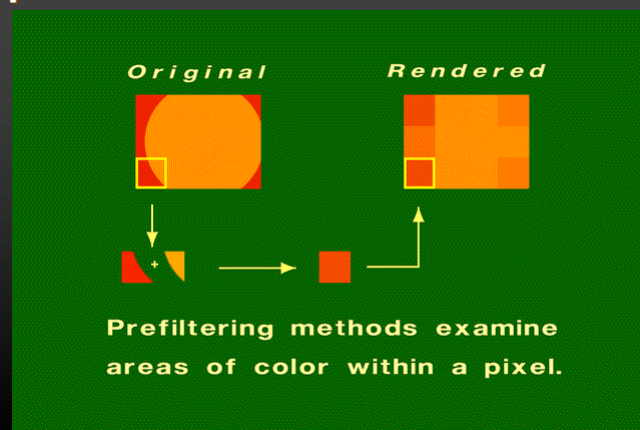 Original
Rendered
+
Prefiltering methods examine
areas of color within a pixel.